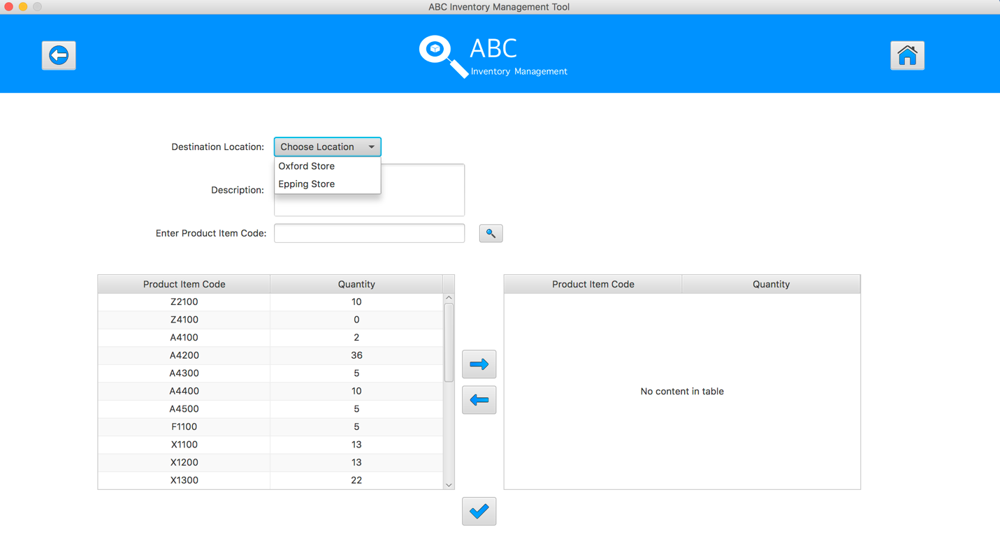 ABC Inventory Management Tool
ABC
Inventory Management
Destination Location: Choose Location
Oxford Store
Epping Store
Description:
Enter Product Item Code:
Product Item Code Quantity
Z2100 10
Z4100 0
A4100 2
A4200 36
A4300 5
A4400 10
A4500 5
F1100 5
X1100 13
X1200 13
X1300 22
Product Item Code Quantity
No content in table